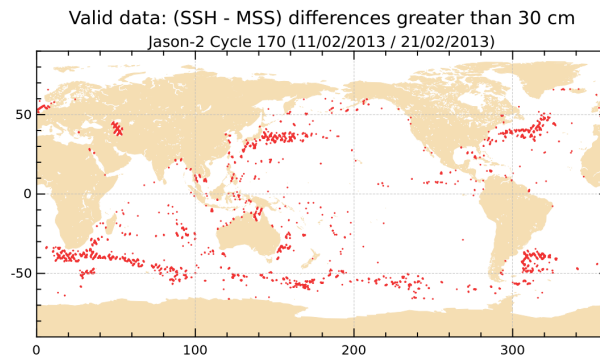 Valid data: (SSH - MSS) differences greater than 30 cm
Jason-2 Cycle 170 (11/02/2013 / 21/02/2013)
50
0
-50
0 100 200 300